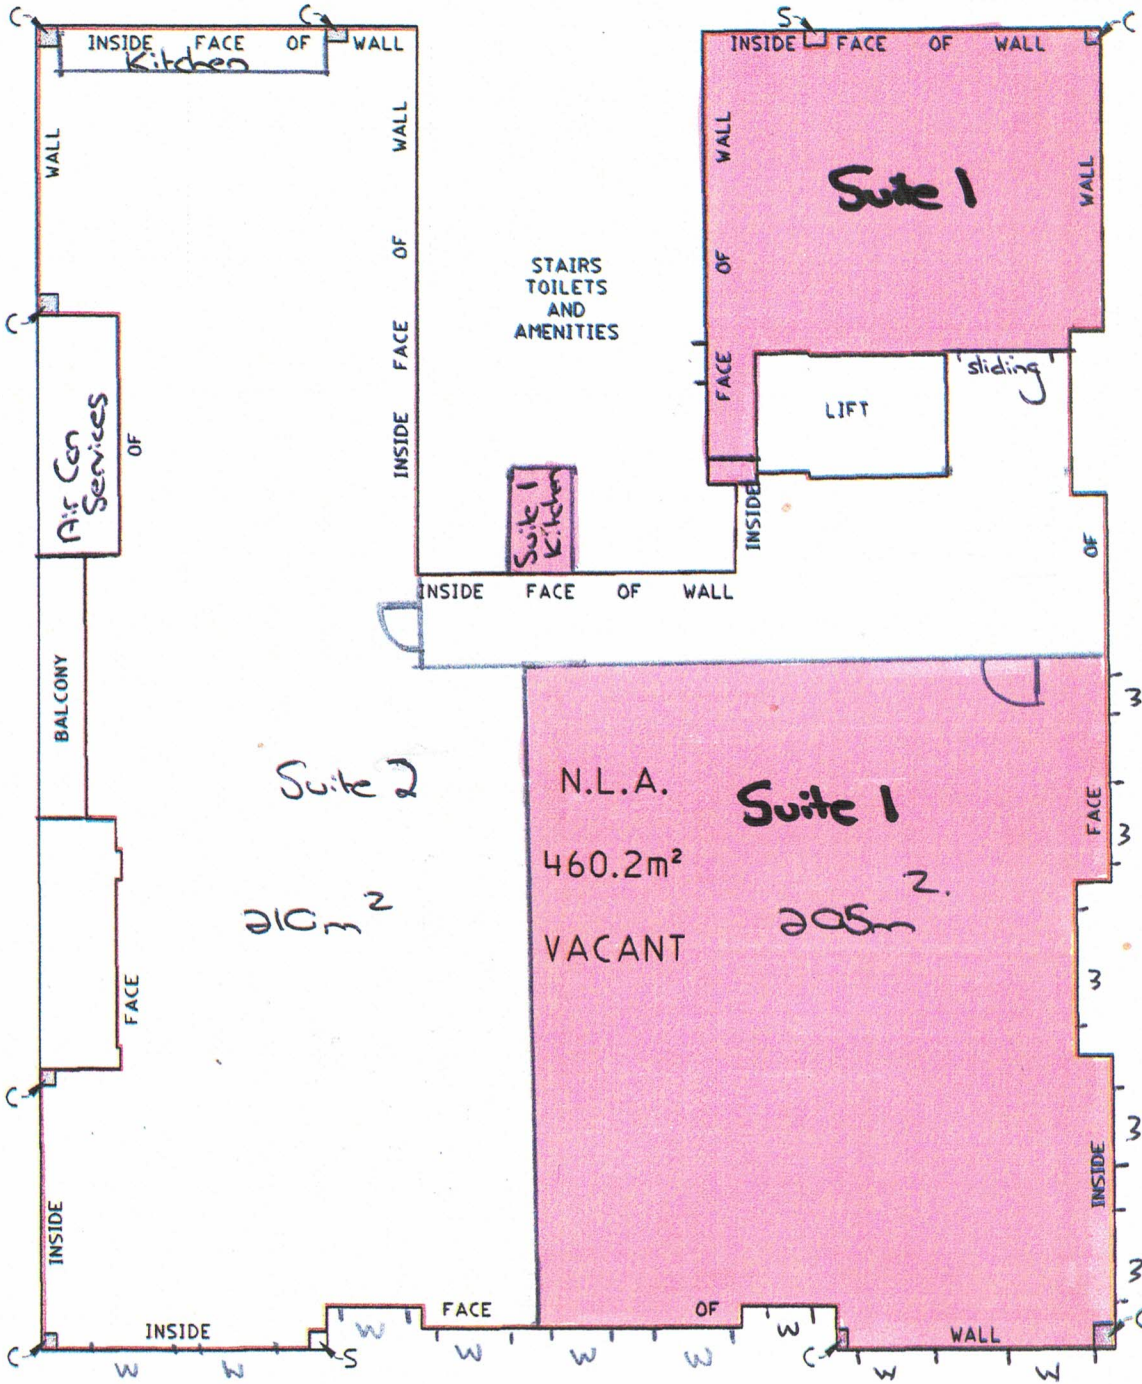 C C S C
INSIDE FACE OF WALL
Kitchen
INSIDE FACE OF WALL
WALL
INSIDE FACE OF WALL
INSIDE FACE OF WALL
WALL
Suite 1
STAIRS
TOILETS
AND
AMENITIES
C
Air Con
Services
OF
LIFT
'sliding'
Suite 1
Kitchen
INSIDE FACE OF WALL
OF
BALCONY
Suite 2
210m²
N.L.A.
460.2m²
VACANT
Suite 1
205m².
FACE
W
W
W
FACE
C
INSIDE
INSIDE
W
W
C
INSIDE
S
W
FACE OF
W
C
WALL
C
W W W W W W W